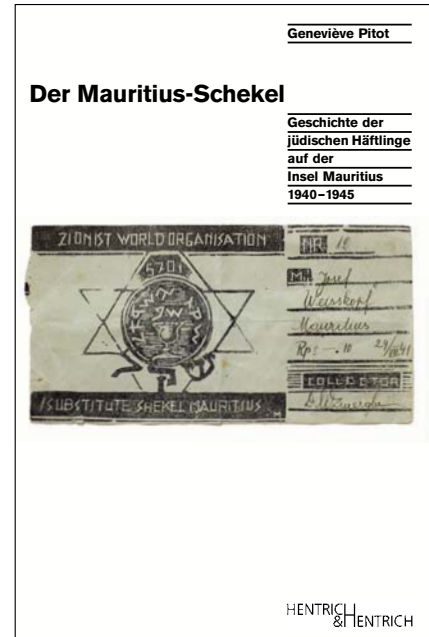 Geneviève Pitot
Der Mauritius-Schekel
Geschichte der
jüdischen Häftlinge
auf der
Insel Mauritius
1940–1945
ZIONIST WORLD ORGANISATION
5701
SUBSTITUTE SHEKEL MAURITIUS
NR. 12
Mr. Josef
Weisskopf
Mauritius
Rps —.10
COLLECTOR
HENTRICH
&HENTRICH